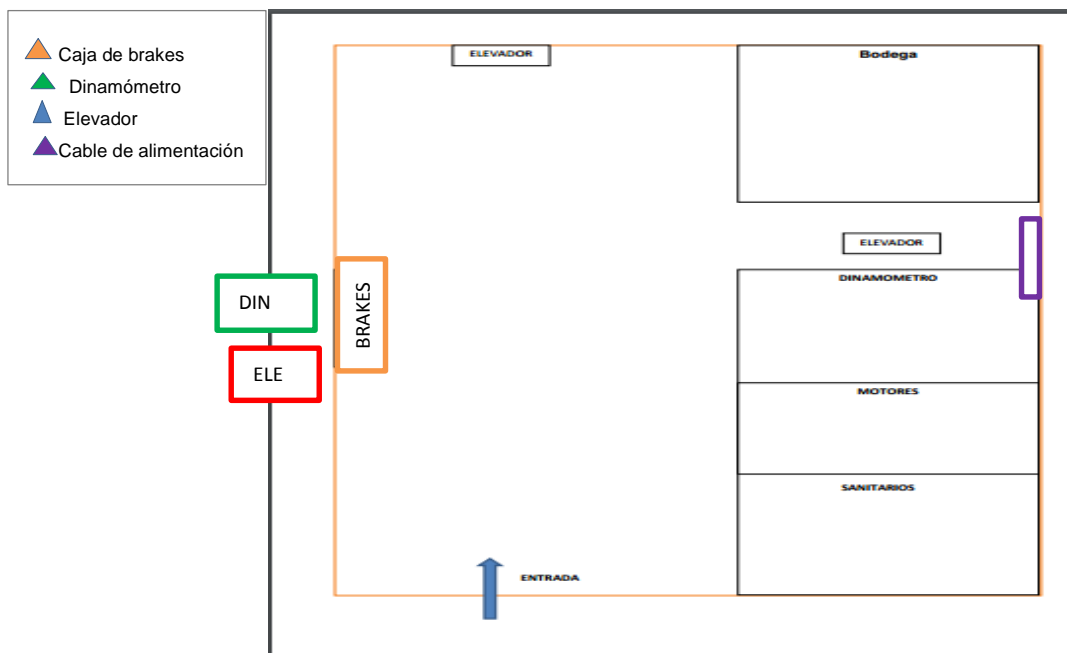 Caja de brakes
Dinamómetro
Elevador
Cable de alimentación
ELEVADOR
Bodega
ELEVADOR
DINAMOMETRO
DIN
BRAKES
ELE
MOTORES
SANITARIOS
ENTRADA